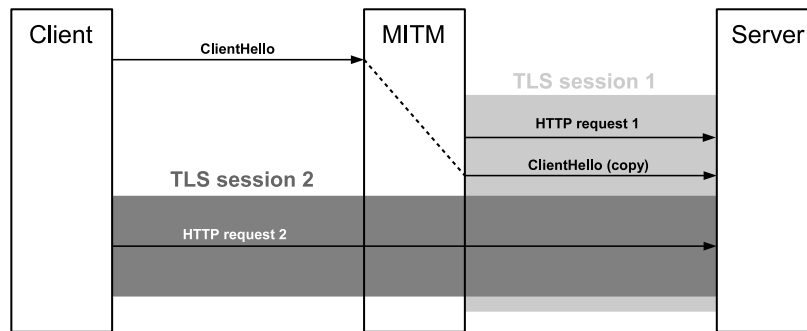 Client
MITM
Server
ClientHello
TLS session 1
HTTP request 1
ClientHello (copy)
TLS session 2
HTTP request 2